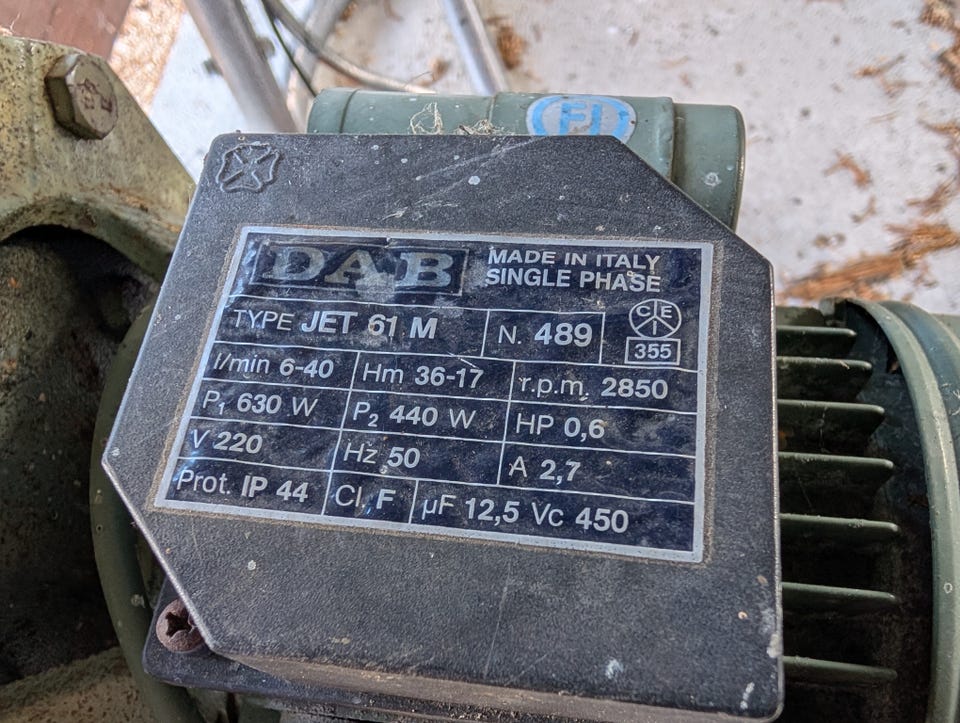 FI
DAB
MADE IN ITALY
SINGLE PHASE
TYPE JET 61 M N. 489 CEI 355
l/min 6-40 Hm 36-17 r.p.m. 2850
P1 630 W P2 440 W HP 0,6
V 220 Hz 50 A 2,7
Prot. IP 44 Cl. F µF 12,5 Vc 450